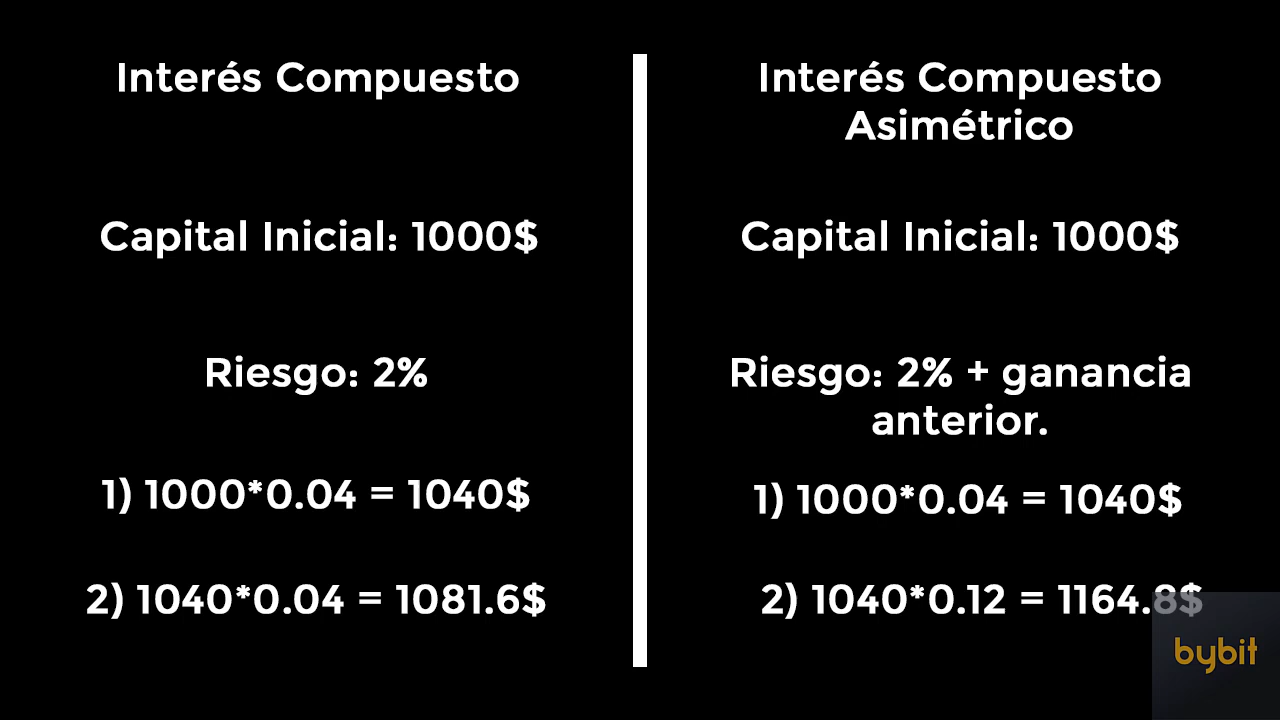 Interés Compuesto
Capital Inicial: 1000$
Riesgo: 2%
1) 1000*0.04 = 1040$
2) 1040*0.04 = 1081.6$
Interés Compuesto
Asimétrico
Capital Inicial: 1000$
Riesgo: 2% + ganancia
anterior.
1) 1000*0.04 = 1040$
2) 1040*0.12 = 1164.8$
bybit